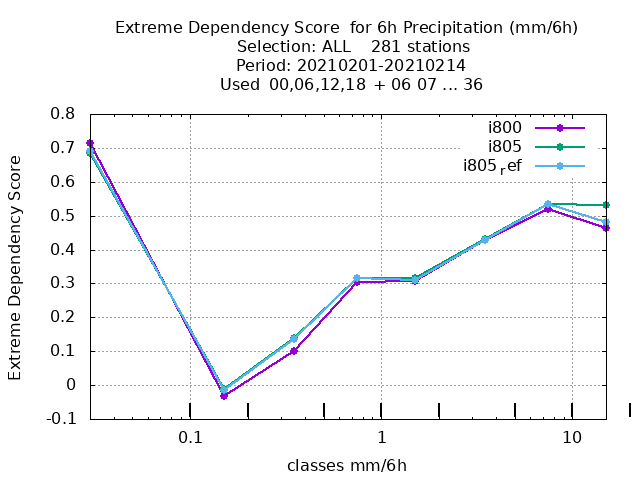 Extreme Dependency Score for 6h Precipitation (mm/6h)
Selection: ALL 281 stations
Period: 20210201-20210214
Used 00,06,12,18 + 06 07 ... 36
i800
i805
i805ref
0.8
0.7
0.6
0.5
0.4
0.3
0.2
0.1
0
-0.1
Extreme Dependency Score
0.1 1 10
classes mm/6h